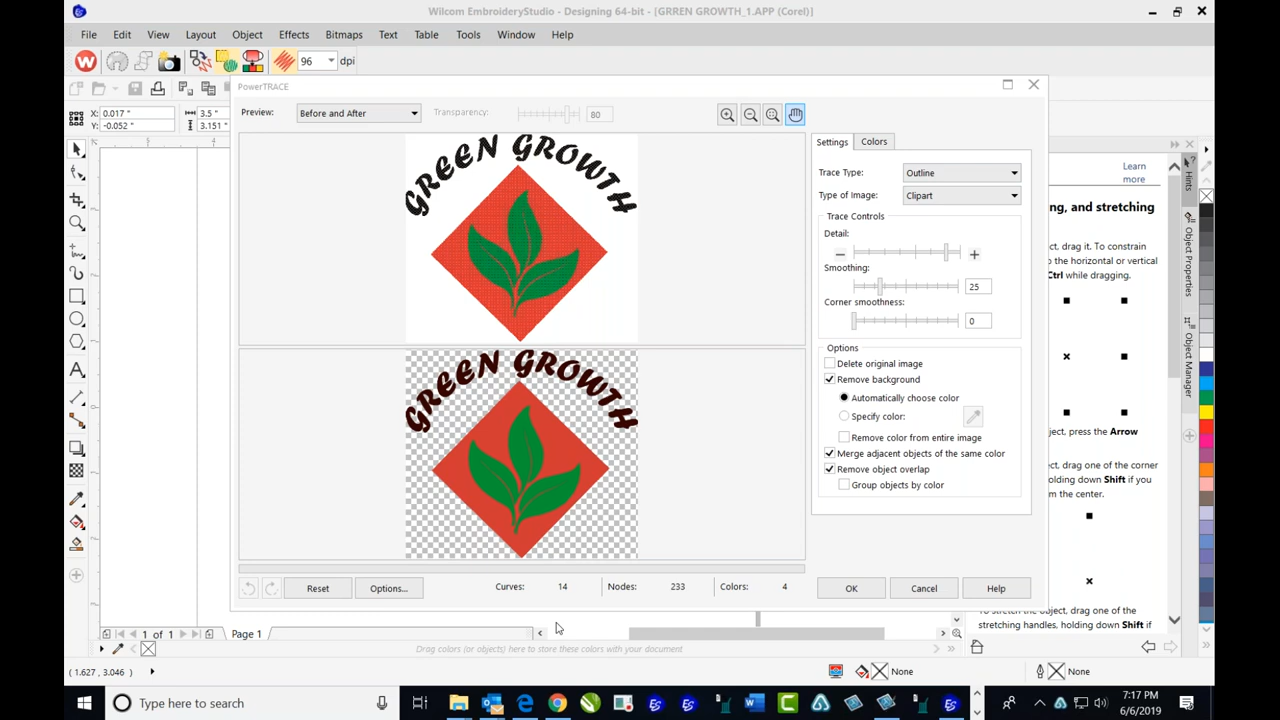 Wilcom EmbroideryStudio - Designing 64-bit - [GRREN GROWTH_1.APP (Corel)]
File Edit View Layout Object Effects Bitmaps Text Table Tools Window Help
96 dpi
PowerTRACE
X: 0.017 "
Y: -0.052 "
3.5 "
3.151 "
Preview: Before and After Transparency: 80
GREEN GROWTH
GREEN GROWTH
Settings Colors
Trace Type: Outline
Type of Image: Clipart
Trace Controls
Detail:
Smoothing:
25
Corner smoothness:
0
Options
Delete original image
Remove background
Automatically choose color
Specify color:
Remove color from entire image
Merge adjacent objects of the same color
Remove object overlap
Group objects by color
Reset Options... Curves: 14 Nodes: 233 Colors: 4 OK Cancel Help
Learn
more
ng, and stretching
ct, drag it. To constrain
o the horizontal or vertical
Ctrl while dragging.
ject, press the Arrow
ct, drag one of the corner
holding down Shift if you
m the center.
To stretch the object, drag one of the
stretching handles, holding down Shift if
Hints
Object Properties
Object Manager
1 of 1 Page 1
Drag colors (or objects) here to store these colors with your document
(1.627 , 3.046 ) None None
Type here to search
7:17 PM
6/6/2019